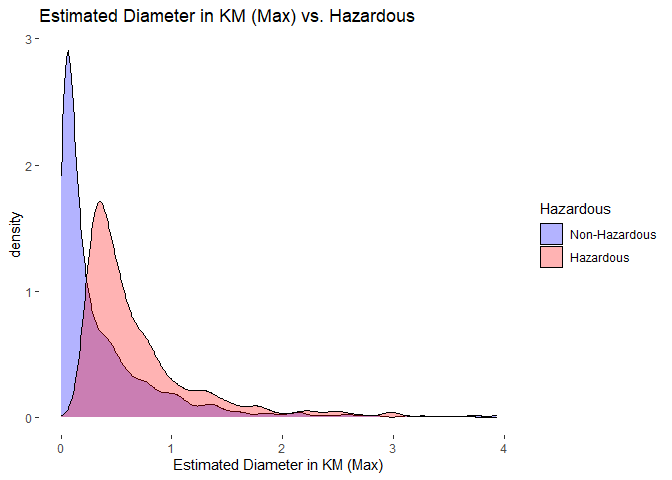 Estimated Diameter in KM (Max) vs. Hazardous
3
2
1
0
density
0 1 2 3 4
Estimated Diameter in KM (Max)
Hazardous
Non-Hazardous
Hazardous